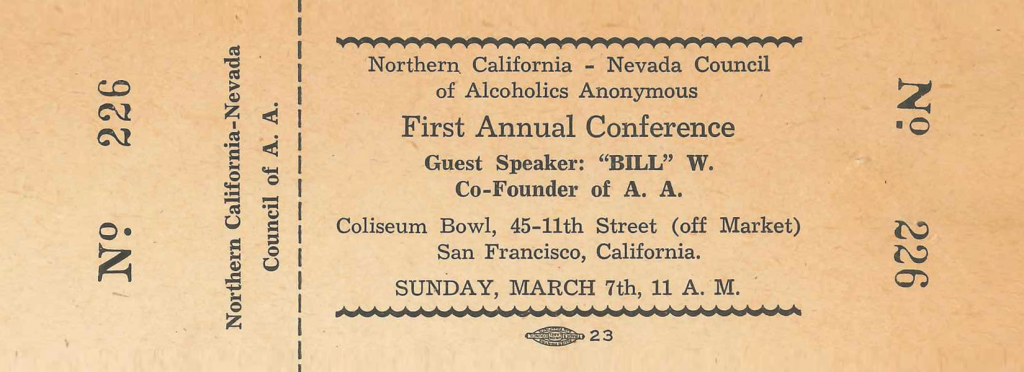 Nº 226
Northern California-Nevada
Council of A. A.
Northern California - Nevada Council
of Alcoholics Anonymous
First Annual Conference
Guest Speaker: “BILL” W.
Co-Founder of A. A.
Coliseum Bowl, 45-11th Street (off Market)
San Francisco, California.
SUNDAY, MARCH 7th, 11 A. M.
23
Nº 226